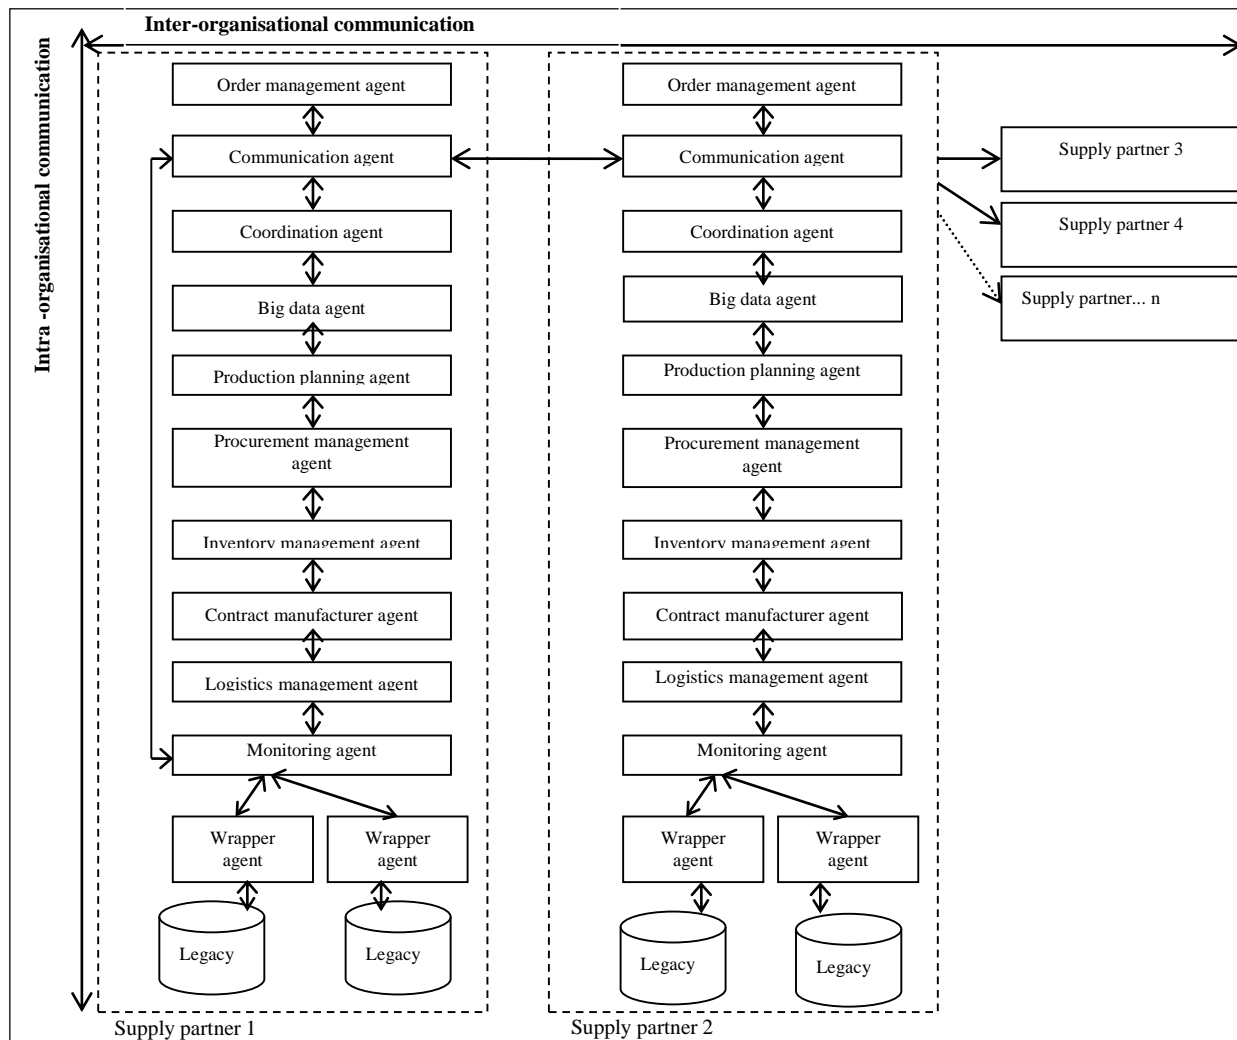 Inter-organisational communication
Intra -organisational communication
Order management agent
Communication agent
Coordination agent
Big data agent
Production planning agent
Procurement management
agent
Inventory management agent
Contract manufacturer agent
Logistics management agent
Monitoring agent
Wrapper
agent
Wrapper
agent
Legacy
Legacy
Supply partner 1
Order management agent
Communication agent
Coordination agent
Big data agent
Production planning agent
Procurement management
agent
Inventory management agent
Contract manufacturer agent
Logistics management agent
Monitoring agent
Wrapper
agent
Wrapper
agent
Legacy
Legacy
Supply partner 2
Supply partner 3
Supply partner 4
Supply partner... n